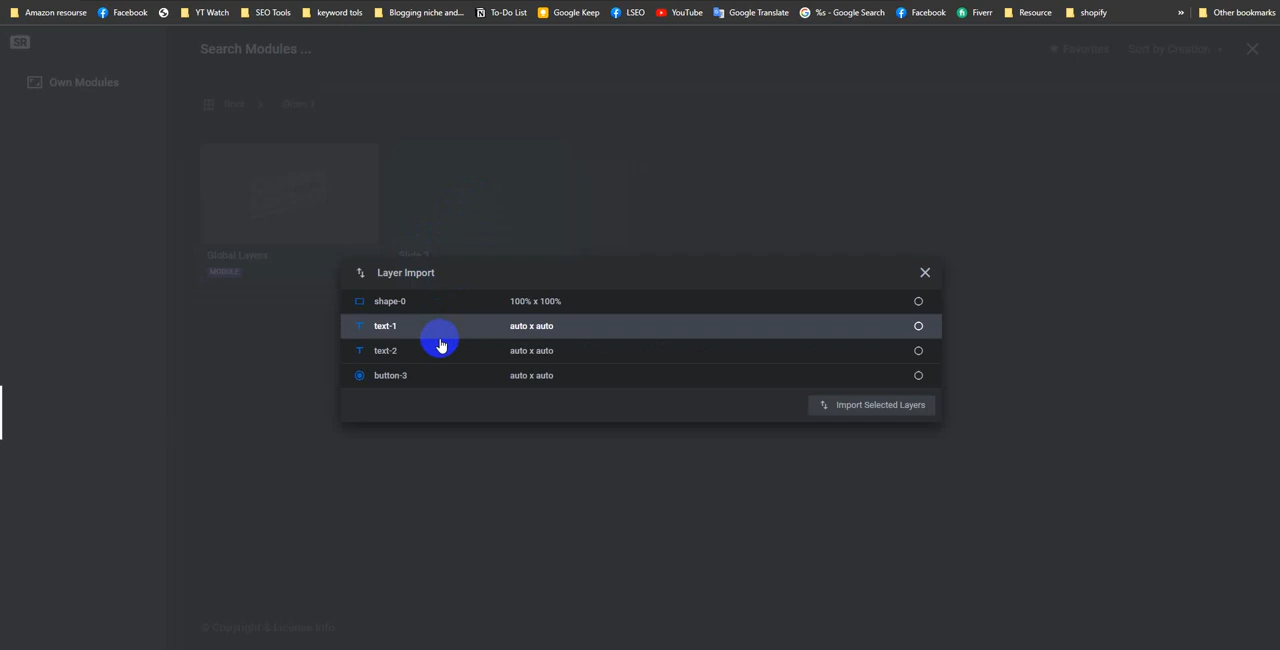 Amazon resourse Facebook YT Watch SEO Tools keyword tols Blogging niche and... To-Do List Google Keep LSEO YouTube Google Translate %s - Google Search Facebook Fiverr Resource shopify » Other bookmarks
SR
Search Modules ...
Favorites Sort by Creation
Own Modules
Root
Global Layers
MODULE
Layer Import
shape-0 100% x 100%
text-1 auto x auto
text-2 auto x auto
button-3 auto x auto
Import Selected Layers
© Copyright & License Info